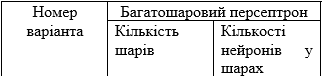 Номер
варіанта
Багатошаровий персептрон
Кількість
шарів
Кількості
нейронів у
шарах